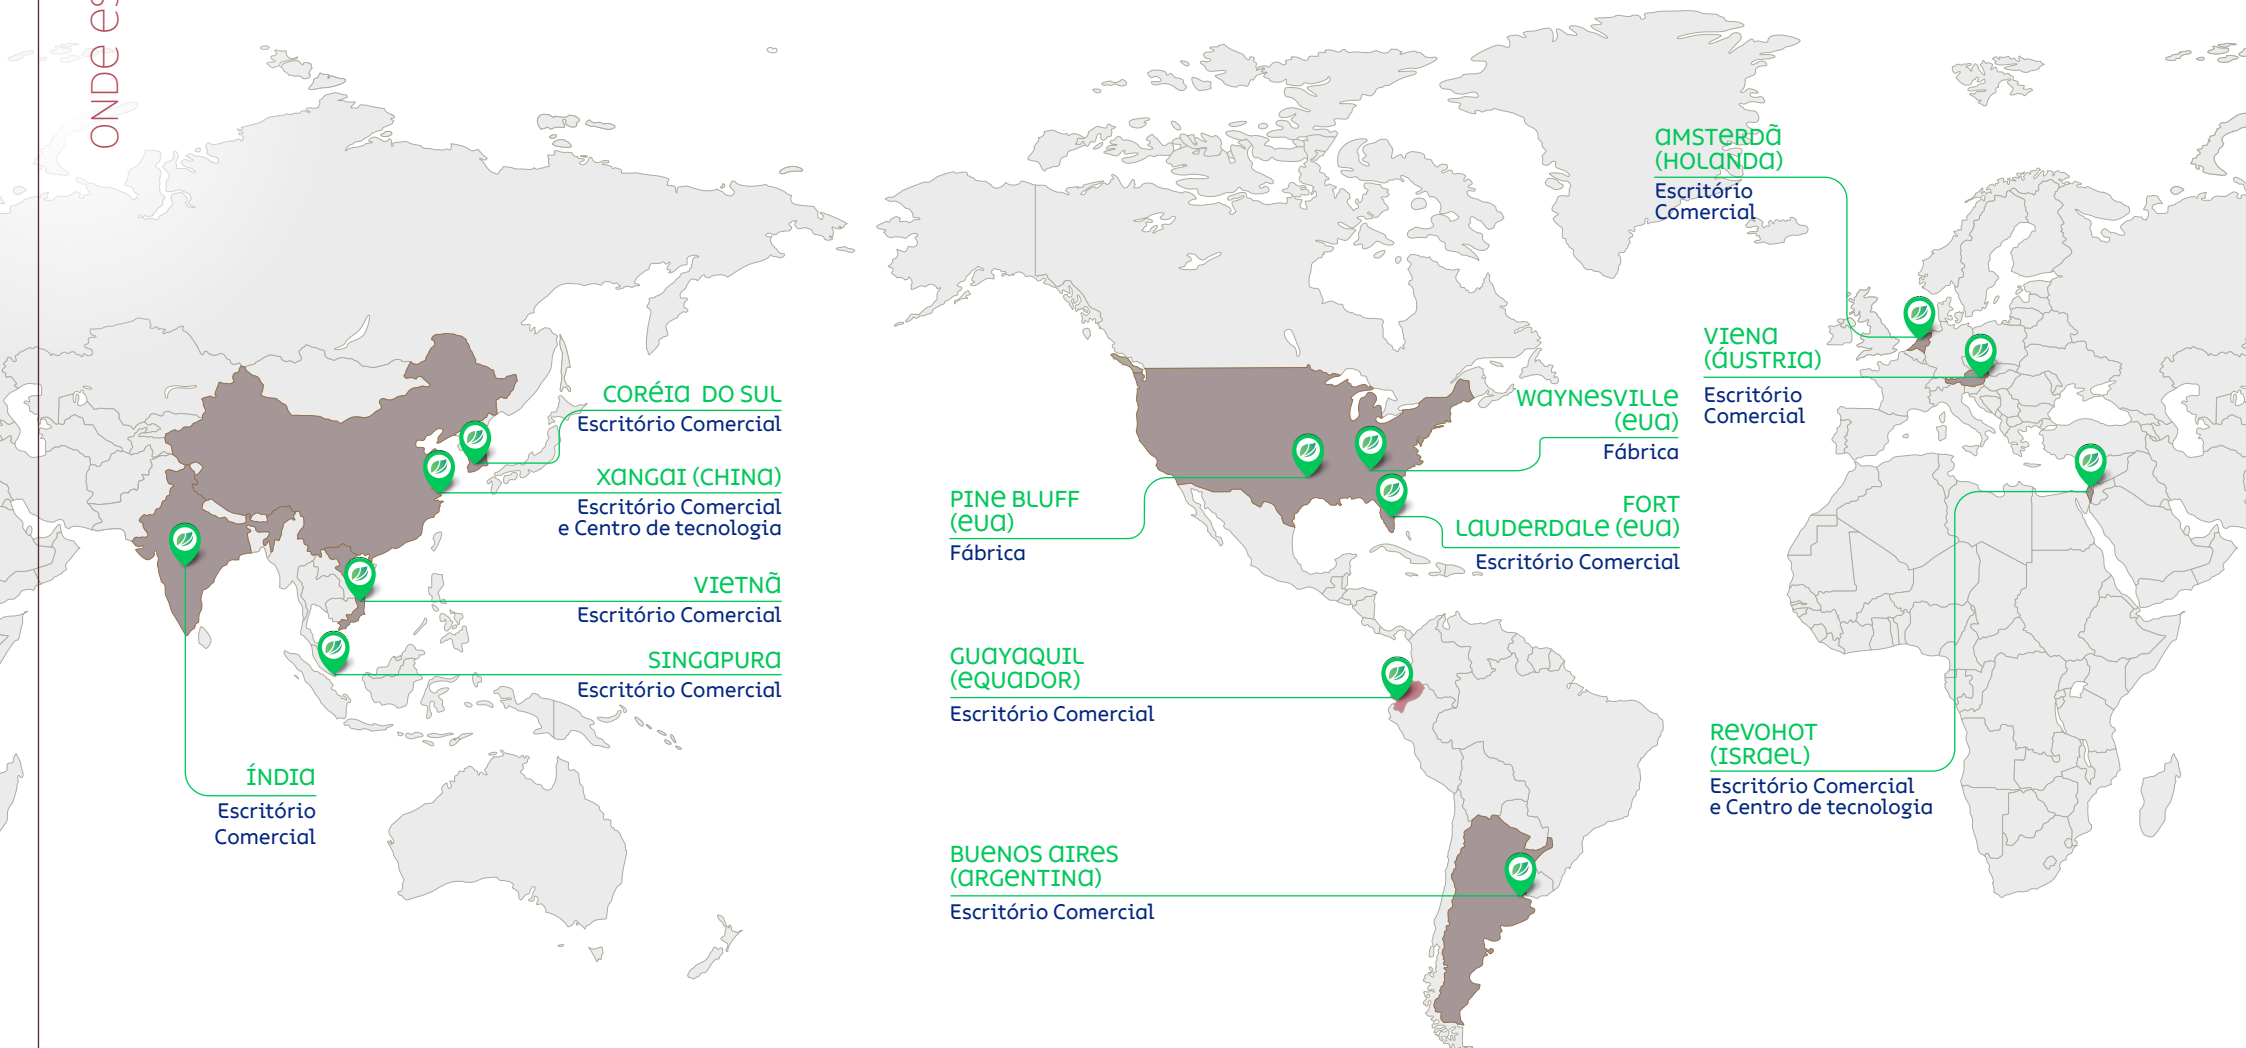 ONDE
CORÉIA DO SUL
Escritório Comercial
XANGAI (CHINA)
Escritório Comercial
e Centro de tecnologia
VIETNÃ
Escritório Comercial
SINGAPURA
Escritório Comercial
ÍNDIA
Escritório
Comercial
PINE BLUFF
(EUA)
Fábrica
WAYNESVILLE
(EUA)
Fábrica
FORT
LAUDERDALE (EUA)
Escritório Comercial
GUAYAQUIL
(EQUADOR)
Escritório Comercial
BUENOS AIRES
(ARGENTINA)
Escritório Comercial
AMSTERDÃ
(HOLANDA)
Escritório
Comercial
VIENA
(ÁUSTRIA)
Escritório
Comercial
REVOHOT
(ISRAEL)
Escritório Comercial
e Centro de tecnologia